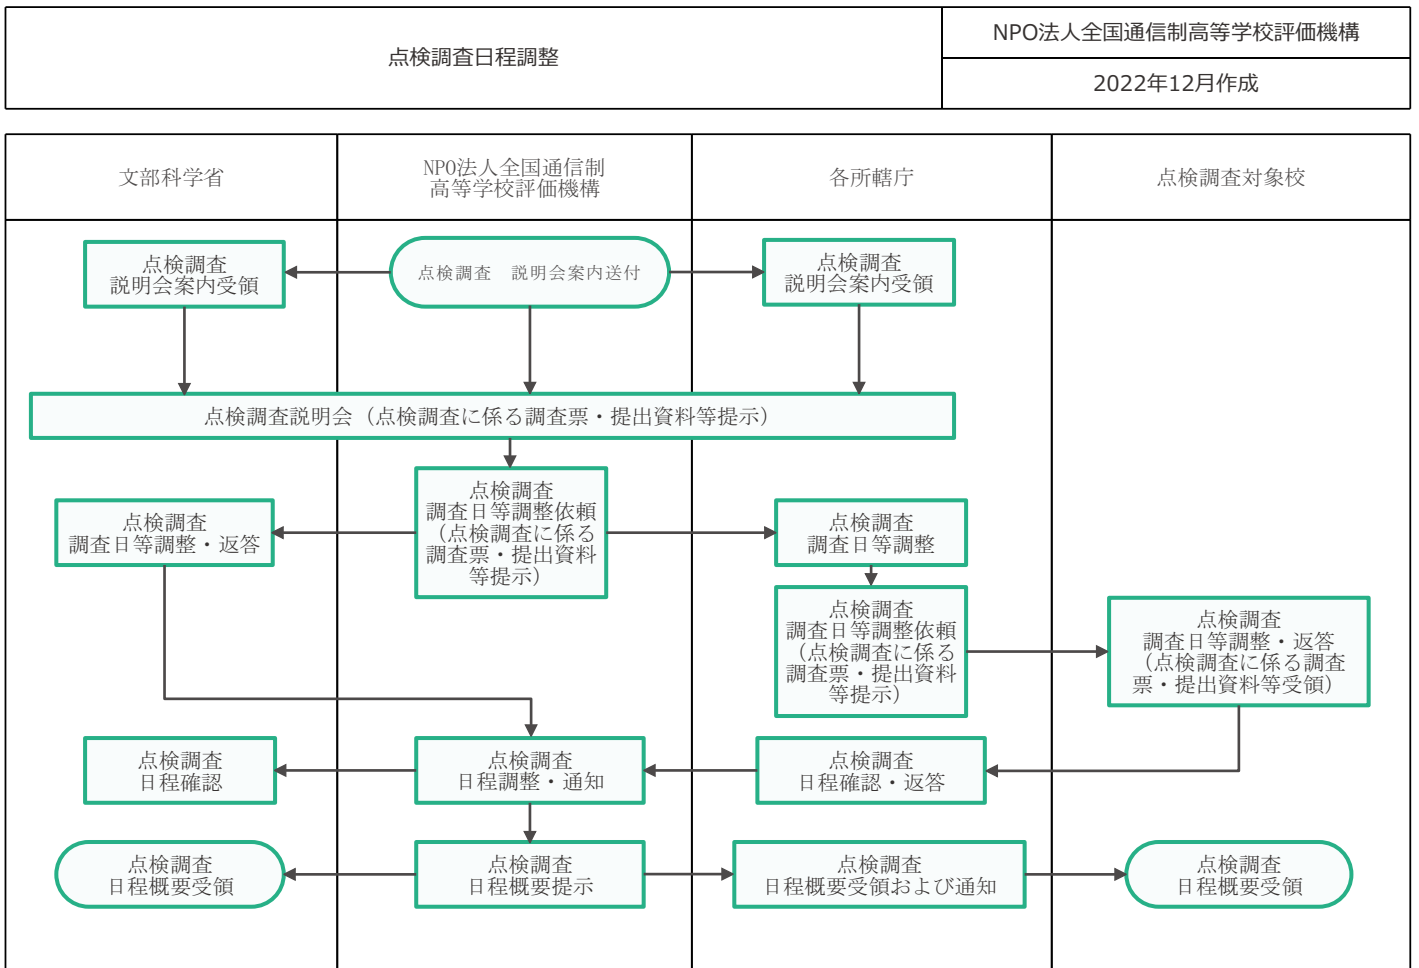 点検調査日程調整
NPO法人全国通信制高等学校評価機構
2022年12月作成
文部科学省
NPO法人全国通信制
高等学校評価機構
各所轄庁
点検調査対象校
点検調査
説明会案内受領
点検調査　説明会案内送付
点検調査
説明会案内受領
点検調査説明会（点検調査に係る調査票・提出資料等提示）
点検調査
調査日等調整・返答
点検調査
調査日等調整依頼
（点検調査に係る
調査票・提出資料
等提示）
点検調査
調査日等調整
点検調査
調査日等調整依頼
（点検調査に係る
調査票・提出資料
等提示）
点検調査
調査日等調整・返答
（点検調査に係る調査
票・提出資料等受領）
点検調査
日程確認
点検調査
日程調整・通知
点検調査
日程確認・返答
点検調査
日程概要受領
点検調査
日程概要提示
点検調査
日程概要受領および通知
点検調査
日程概要受領